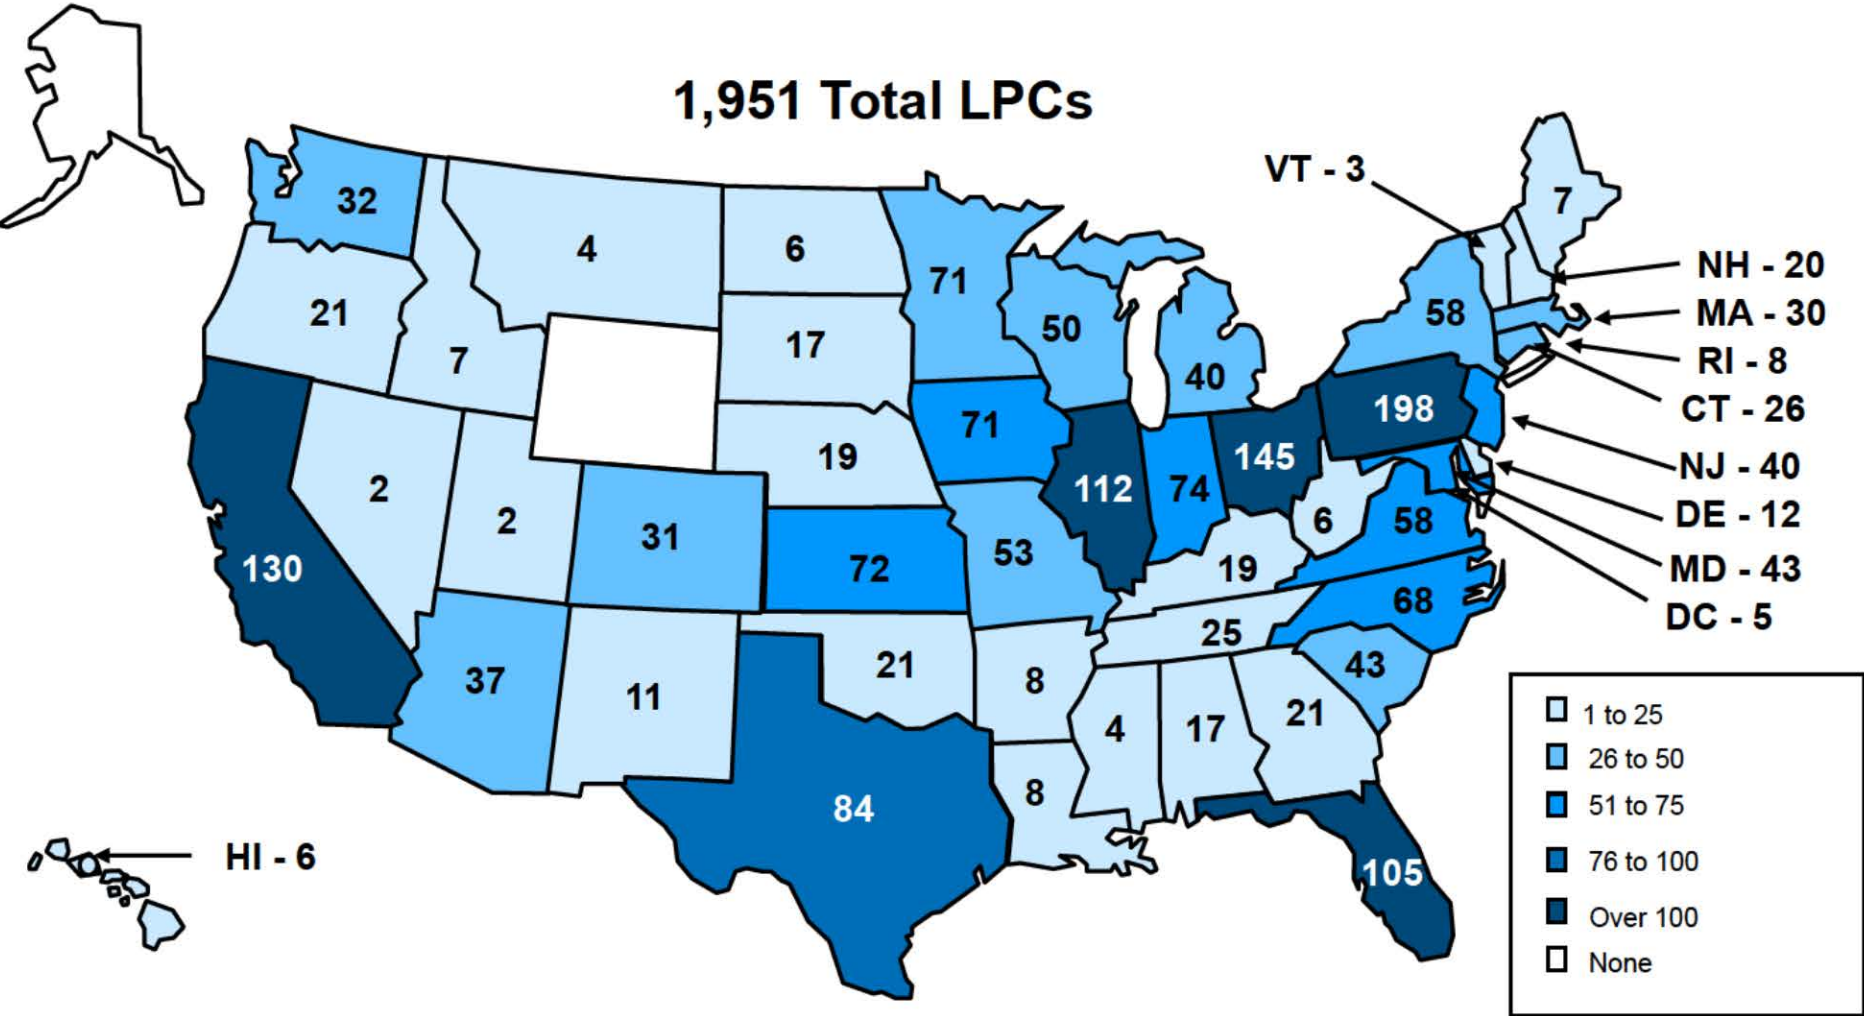 1,951 Total LPCs
VT - 3
7
32
4
6
71
NH - 20
21
17
50
58
MA - 30
7
40
RI - 8
198
CT - 26
19
71
145
NJ - 40
2
2
31
72
53
112
74
6
58
DE - 12
130
19
MD - 43
68
DC - 5
25
37
11
21
8
43
4
17
21
84
8
105
HI - 6
1 to 25
26 to 50
51 to 75
76 to 100
Over 100
None